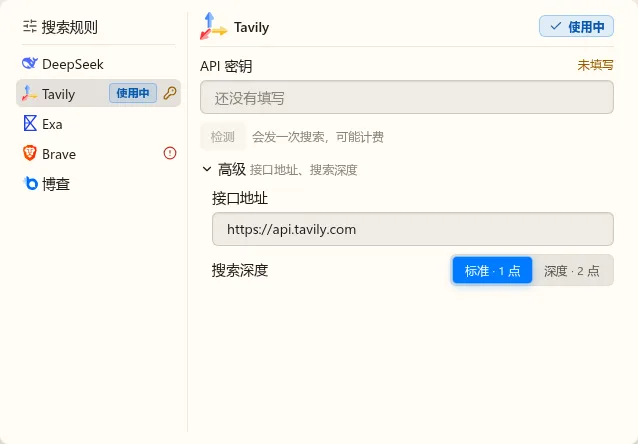 搜索规则
DeepSeek
Tavily 使用中
Exa
Brave
博查
Tavily 使用中
API 密钥 未填写
还没有填写
检测 会发一次搜索，可能计费
高级 接口地址、搜索深度
接口地址
https://api.tavily.com
搜索深度 标准 · 1 点 深度 · 2 点